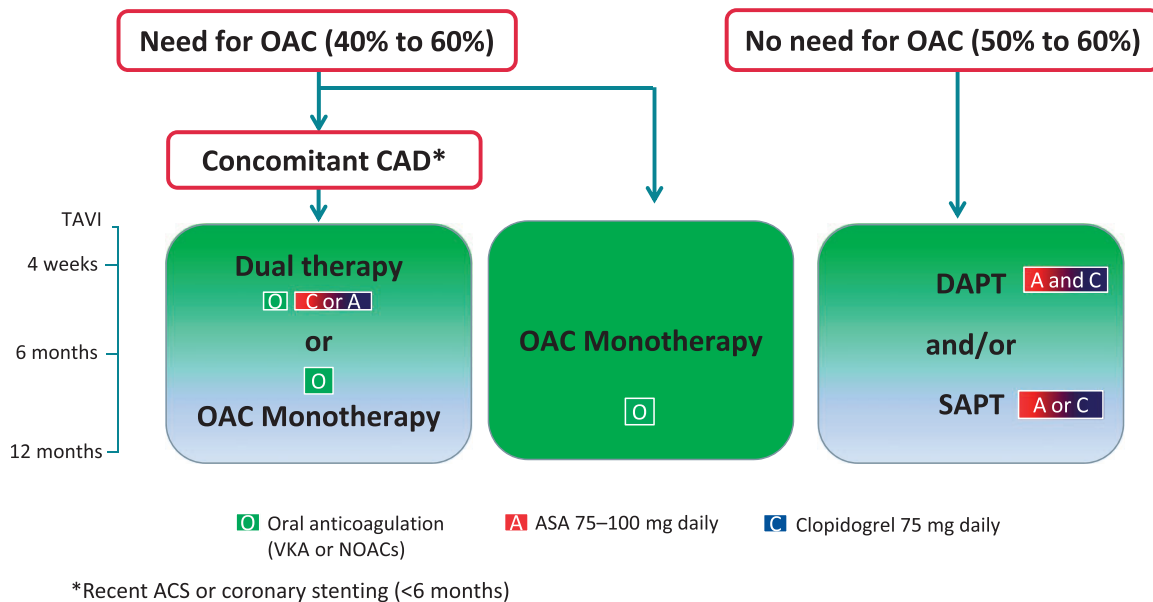 Need for OAC (40% to 60%)
No need for OAC (50% to 60%)
Concomitant CAD*
TAVI
4 weeks
6 months
12 months
Dual therapy
O C or A
or
O
OAC Monotherapy
OAC Monotherapy
O
DAPT A and C
and/or
SAPT A or C
O Oral anticoagulation
(VKA or NOACs)
A ASA 75–100 mg daily
C Clopidogrel 75 mg daily
*Recent ACS or coronary stenting (<6 months)